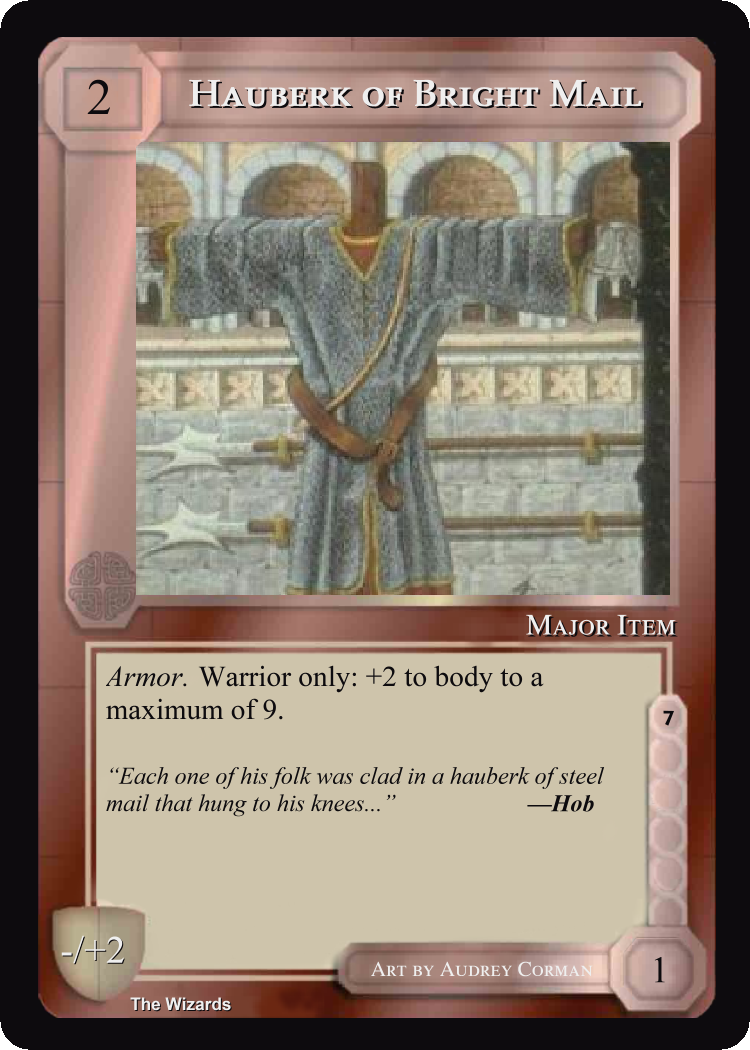 2
Hauberk of Bright Mail
Major Item
Armor. Warrior only: +2 to body to a
maximum of 9.
7
“Each one of his folk was clad in a hauberk of steel
mail that hung to his knees...” —Hob
-/+2
Art by Audrey Corman
1
The Wizards